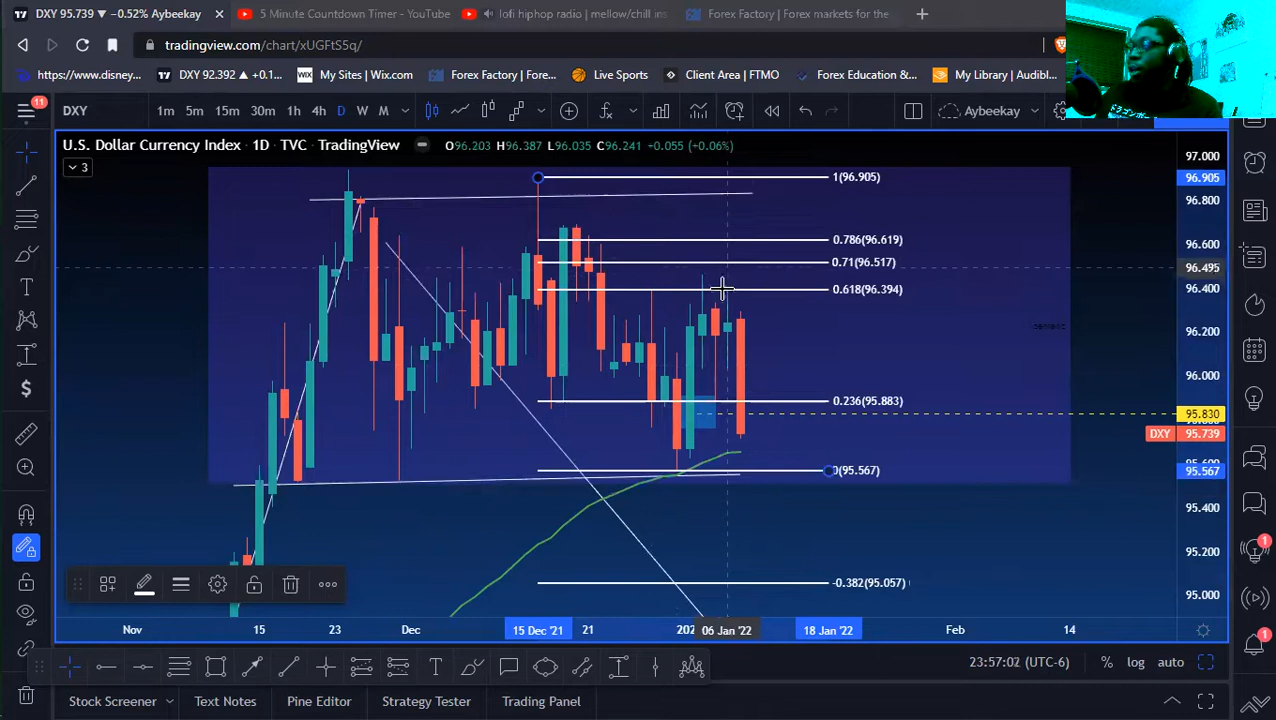 DXY 95.739 ▼ −0.52% Aybeekay
5 Minute Countdown Timer - YouTube
lofi hiphop radio | mellow/chill ins
Forex Factory | Forex markets for the
tradingview.com/chart/xUGFtS5q/
https://www.disney...
DXY 92.392 ▲ +0.1...
My Sites | Wix.com
Forex Factory | Fore...
Live Sports
Client Area | FTMO
Forex Education &...
My Library | Audibl...
11
DXY
1m 5m 15m 30m 1h 4h D W M
Aybeekay
U.S. Dollar Currency Index · 1D · TVC · TradingView
O96.203 H96.387 L96.035 C96.241 +0.055 (+0.06%)
3
1(96.905)
0.786(96.619)
0.71(96.517)
0.618(96.394)
0.236(95.883)
0(95.567)
-0.382(95.057)
97.000
96.905
96.800
96.600
96.495
96.400
96.200
96.000
95.830
DXY 95.739
95.567
95.400
95.200
95.000
Nov
15
23
Dec
15 Dec '21
21
202
06 Jan '22
18 Jan '22
Feb
14
23:57:02 (UTC-6)
%
log
auto
Stock Screener
Text Notes
Pine Editor
Strategy Tester
Trading Panel
1
1
1